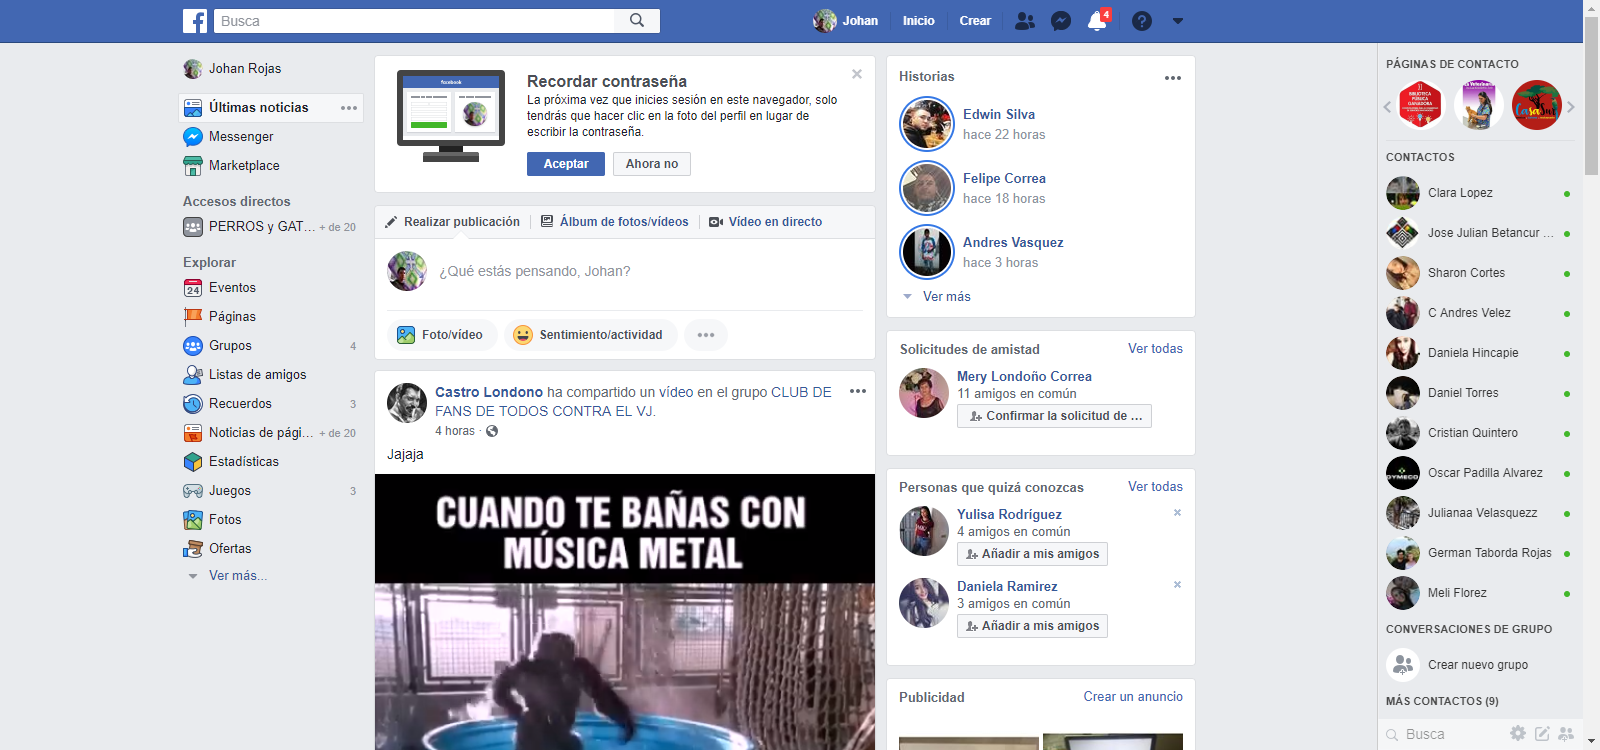 Busca
Johan
Inicio
Crear
4
Johan Rojas
Últimas noticias
Messenger
Marketplace
Accesos directos
PERROS y GAT... + de 20
Explorar
24
Eventos
Páginas
Grupos 4
Listas de amigos
Recuerdos 3
Noticias de pági... + de 20
Estadísticas
Juegos 3
Fotos
Ofertas
Ver más...
facebook
Recordar contraseña
La próxima vez que inicies sesión en este navegador, solo
tendrás que hacer clic en la foto del perfil en lugar de
escribir la contraseña.
Aceptar
Ahora no
Realizar publicación
Álbum de fotos/vídeos
Vídeo en directo
¿Qué estás pensando, Johan?
Foto/vídeo
Sentimiento/actividad
Castro Londono ha compartido un vídeo en el grupo CLUB DE
FANS DE TODOS CONTRA EL VJ.
4 horas ·
Jajaja
CUANDO TE BAÑAS CON
MÚSICA METAL
Historias
Edwin Silva
hace 22 horas
Felipe Correa
hace 18 horas
Andres Vasquez
hace 3 horas
Ver más
Solicitudes de amistad
Ver todas
Mery Londoño Correa
11 amigos en común
Confirmar la solicitud de ...
Personas que quizá conozcas
Ver todas
Yulisa Rodríguez
4 amigos en común
Añadir a mis amigos
Daniela Ramirez
3 amigos en común
Añadir a mis amigos
Publicidad
Crear un anuncio
PÁGINAS DE CONTACTO
BIBLIOTECA
PÚBLICA
GANADORA
CONTACTOS
Clara Lopez
Jose Julian Betancur ...
Sharon Cortes
C Andres Velez
Daniela Hincapie
Daniel Torres
Cristian Quintero
Oscar Padilla Alvarez
Julianaa Velasquezz
German Taborda Rojas
Meli Florez
CONVERSACIONES DE GRUPO
Crear nuevo grupo
MÁS CONTACTOS (9)
Busca